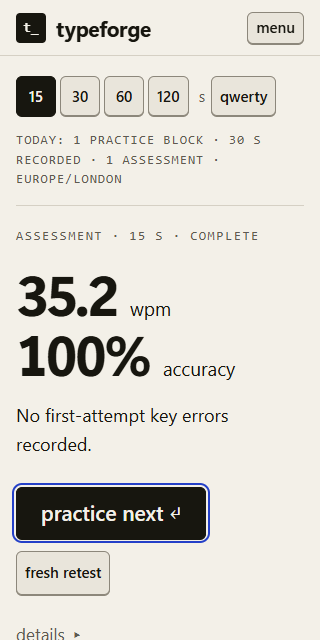 t_ typeforge menu
15 30 60 120 s qwerty
TODAY: 1 PRACTICE BLOCK · 30 S
RECORDED · 1 ASSESSMENT ·
EUROPE/LONDON
ASSESSMENT · 15 S · COMPLETE
35.2 wpm
100% accuracy
No first-attempt key errors
recorded.
practice next ↵
fresh retest
details ▸